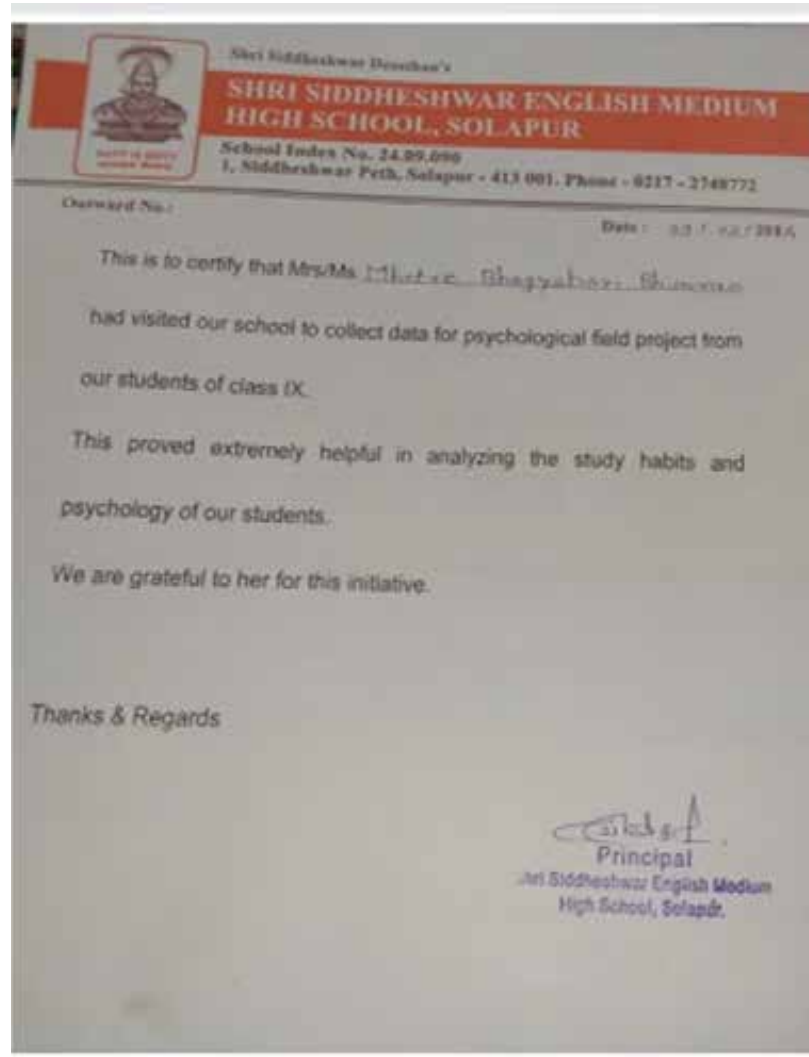 Shri Siddheshwar Devsthan's
SHRI SIDDHESHWAR ENGLISH MEDIUM
HIGH SCHOOL, SOLAPUR
School Index No. 24.09.090
1, Siddheshwar Peth, Solapur - 413 001. Phone - 0217 - 2740772
Outward No.:
Date :
This is to certify that Mrs/Ms.
had visited our school to collect data for psychological field project from
our students of class IX.
This proved extremely helpful in analyzing the study habits and
psychology of our students.
We are grateful to her for this initiative.
Thanks & Regards
Principal
Shri Siddheshwar English Medium
High School, Solapur.